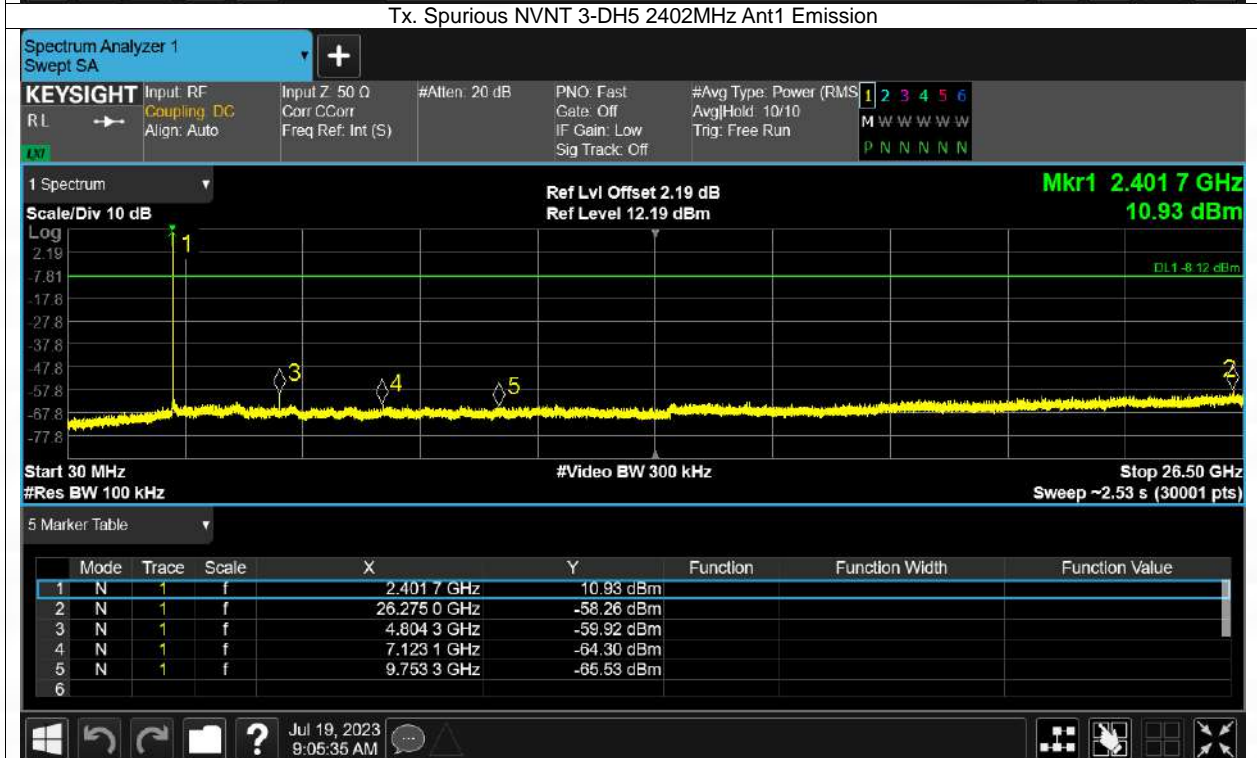 Tx. Spurious NVNT 3-DH5 2402MHz Ant1 Emission
Spectrum Analyzer 1
Swept SA
+
KEYSIGHT
RL
LXI
Input: RF
Coupling: DC
Align: Auto
Input Z: 50 Ω
Corr CCorr
Freq Ref: Int (S)
#Atten: 20 dB
PNO: Fast
Gate: Off
IF Gain: Low
Sig Track: Off
#Avg Type: Power (RMS
Avg|Hold: 10/10
Trig: Free Run
1 2 3 4 5 6
M W W W W W
P N N N N N
1 Spectrum
Scale/Div 10 dB
Ref Lvl Offset 2.19 dB
Ref Level 12.19 dBm
Mkr1 2.401 7 GHz
10.93 dBm
Log
2.19
-7.81
-17.8
-27.8
-37.8
-47.8
-57.8
-67.8
-77.8
1
DL1 -8.12 dBm
3
4
5
2
Start 30 MHz
#Res BW 100 kHz
#Video BW 300 kHz
Stop 26.50 GHz
Sweep ~2.53 s (30001 pts)
5 Marker Table
Mode Trace Scale X Y Function Function Width Function Value
1 N 1 f 2.401 7 GHz 10.93 dBm
2 N 1 f 26.275 0 GHz -58.26 dBm
3 N 1 f 4.804 3 GHz -59.92 dBm
4 N 1 f 7.123 1 GHz -64.30 dBm
5 N 1 f 9.753 3 GHz -65.53 dBm
6
?
Jul 19, 2023
9:05:35 AM